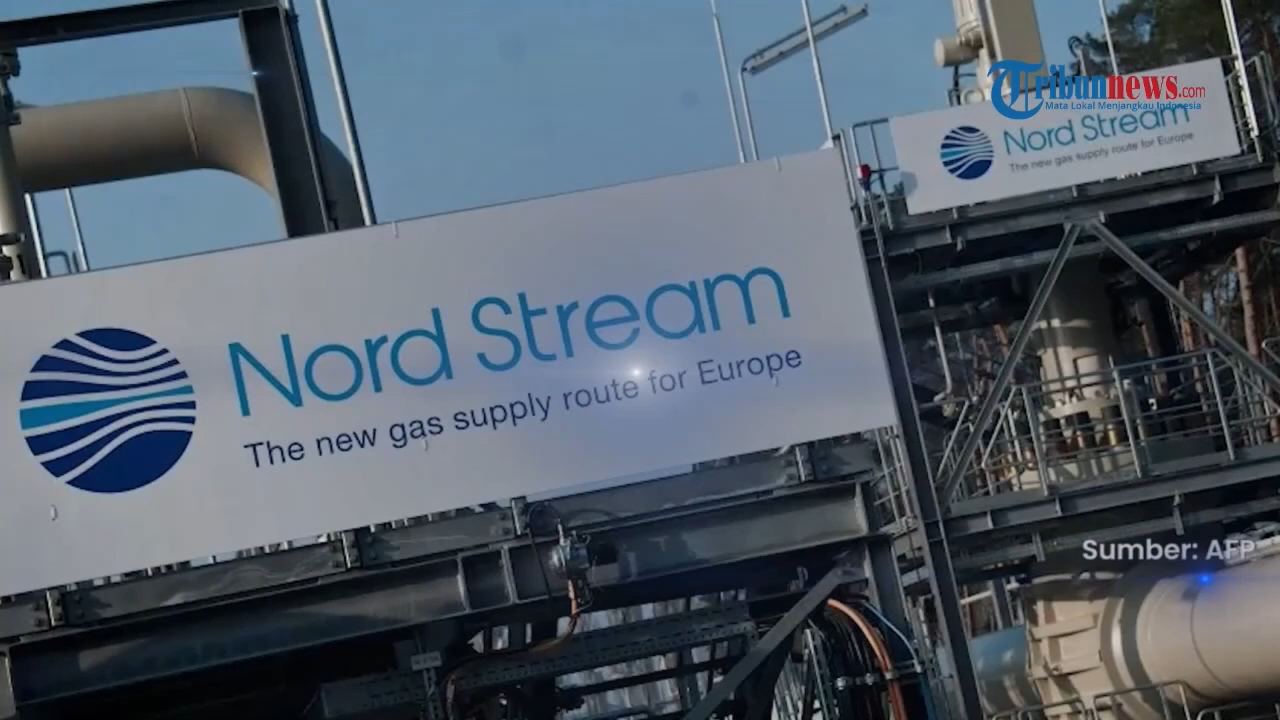 Tribunnews.com
Mata Lokal Menjangkau Indonesia
Nord Stream
The new gas supply route for Europe
Nord Stream
The new gas supply route for Europe
Sumber: AFP